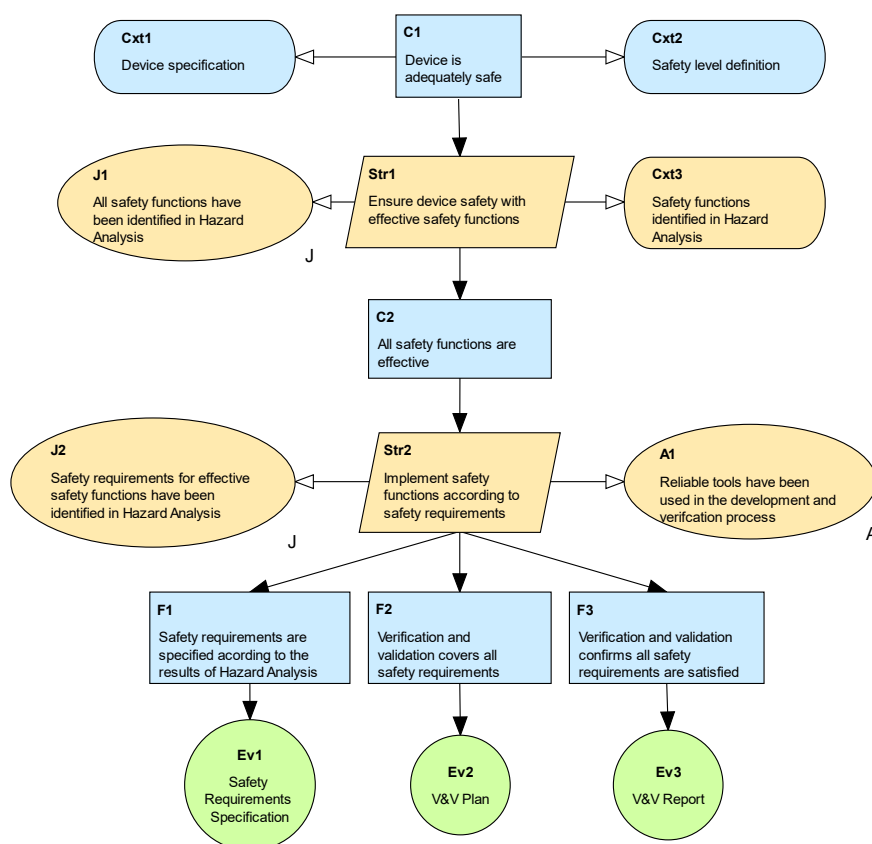 Cxt1
Device specification
C1
Device is
adequately safe
Cxt2
Safety level definition
J1
All safety functions have
been identified in Hazard
Analysis
J
Str1
Ensure device safety with
effective safety functions
Cxt3
Safety functions
identified in Hazard
Analysis
C2
All safety functions are
effective
J2
Safety requirements for effective
safety functions have been
identified in Hazard Analysis
J
Str2
Implement safety
functions according to
safety requirements
A1
Reliable tools have been
used in the development and
verifcation process
A
F1
Safety requirements are
specified acording to the
results of Hazard Analysis
F2
Verification and
validation covers all
safety requirements
F3
Verification and validation
confirms all safety
requirements are satisfied
Ev1
Safety
Requirements
Specification
Ev2
V&V Plan
Ev3
V&V Report